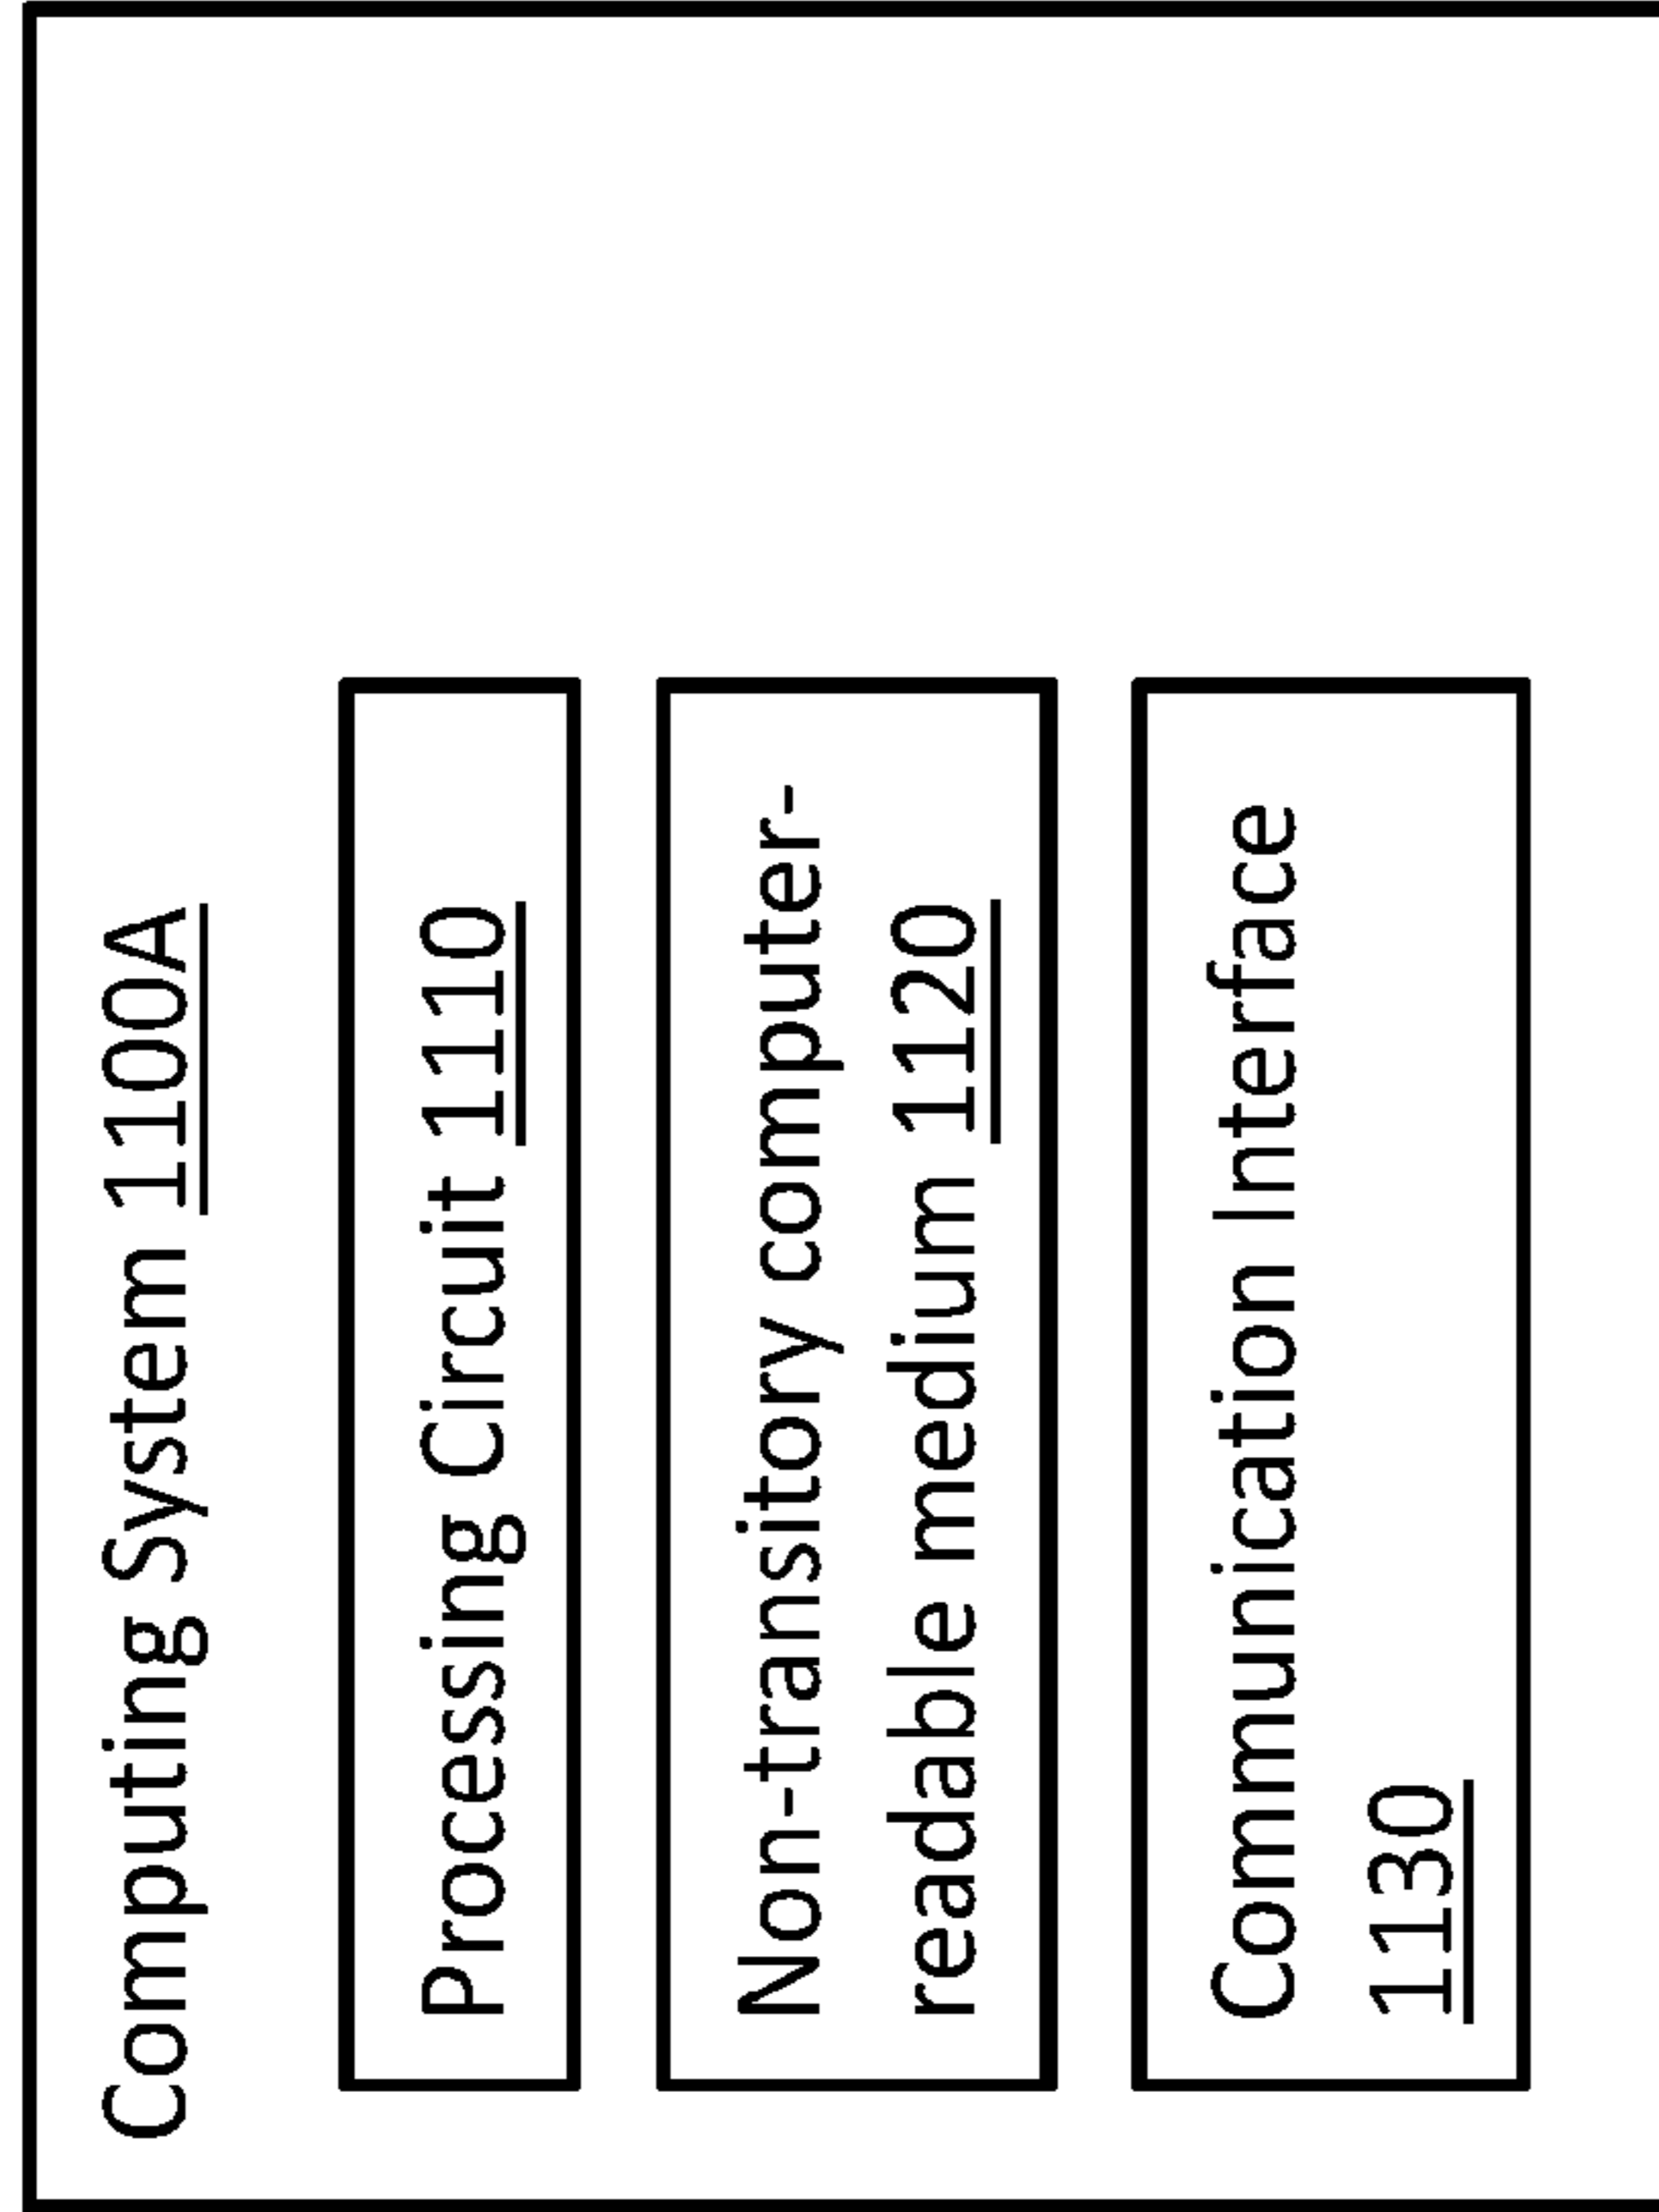 Computing System 1100A
Processing Circuit 1110
Non-transitory computer-
readable medium 1120
Communication Interface
1130